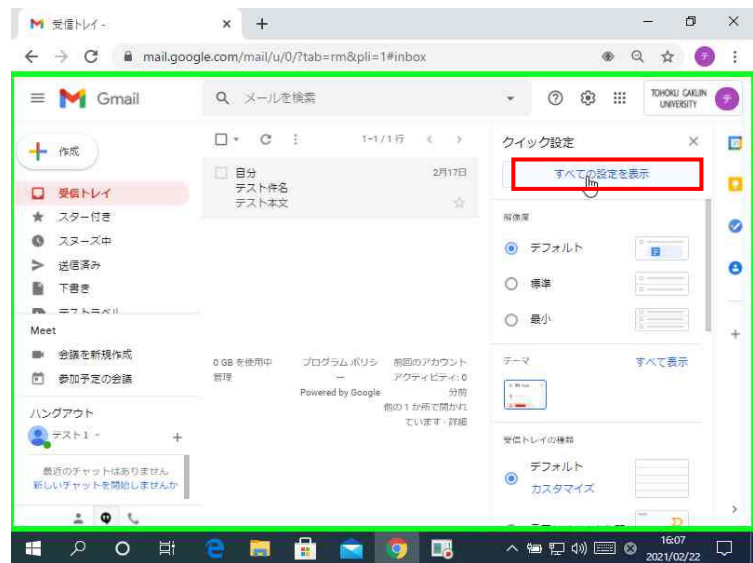 受信トレイ -
mail.google.com/mail/u/0/?tab=rm&pli=1#inbox
テ
Gmail
メールを検索
TOHOKU GAKUIN
UNIVERSITY
テ
作成
受信トレイ
スター付き
スヌーズ中
送信済み
下書き
テストラベル
Meet
会議を新規作成
参加予定の会議
ハングアウト
テスト1
最近のチャットはありません
新しいチャットを開始しませんか
1-1 / 1 行
自分
2月17日
テスト件名
テスト本文
0 GB を使用中
管理
プログラム ポリシ
ー
Powered by Google
前回のアカウント
アクティビティ: 0
分前
他の 1 か所で開かれ
ています · 詳細
クイック設定
すべての設定を表示
解像度
デフォルト
標準
最小
テーマ
すべて表示
受信トレイの種類
デフォルト
カスタマイズ
16:07
2021/02/22